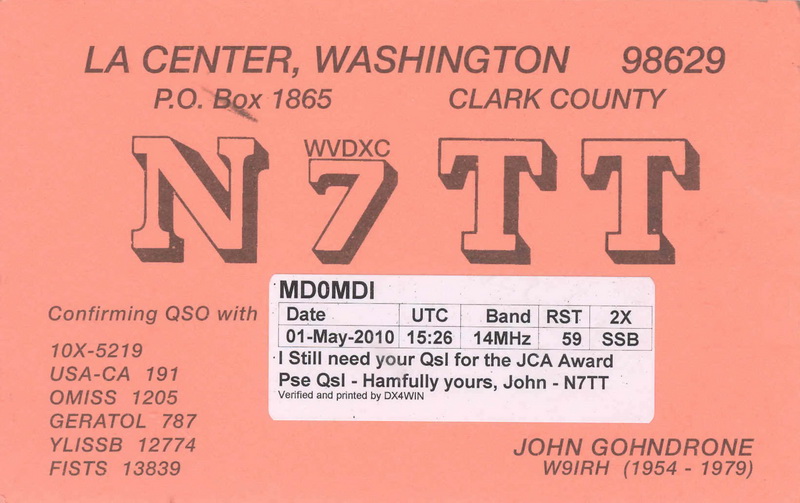 LA CENTER, WASHINGTON 98629
P.O. Box 1865 CLARK COUNTY
WVDXC
N7TT
MD0MDI
Confirming QSO with
Date UTC Band RST 2X
01-May-2010 15:26 14MHz 59 SSB
I Still need your Qsl for the JCA Award
Pse Qsl - Hamfully yours, John - N7TT
Verified and printed by DX4WIN
10X-5219
USA-CA 191
OMISS 1205
GERATOL 787
YLISSB 12774
FISTS 13839
JOHN GOHNDRONE
W9IRH (1954 - 1979)